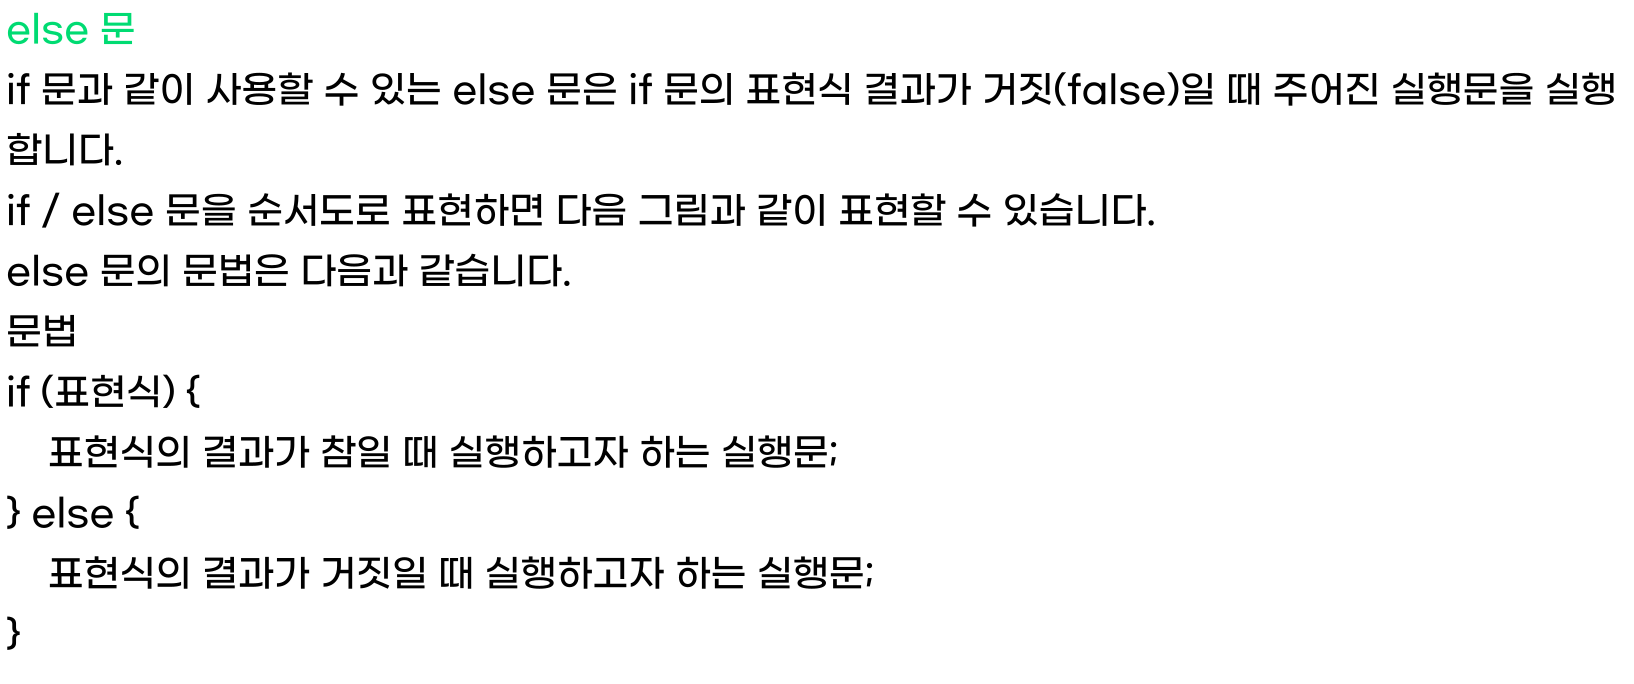 else 문
if 문과 같이 사용할 수 있는 else 문은 if 문의 표현식 결과가 거짓(false)일 때 주어진 실행문을 실행
합니다.
if / else 문을 순서도로 표현하면 다음 그림과 같이 표현할 수 있습니다.
else 문의 문법은 다음과 같습니다.
문법
if (표현식) {
    표현식의 결과가 참일 때 실행하고자 하는 실행문;
} else {
    표현식의 결과가 거짓일 때 실행하고자 하는 실행문;
}